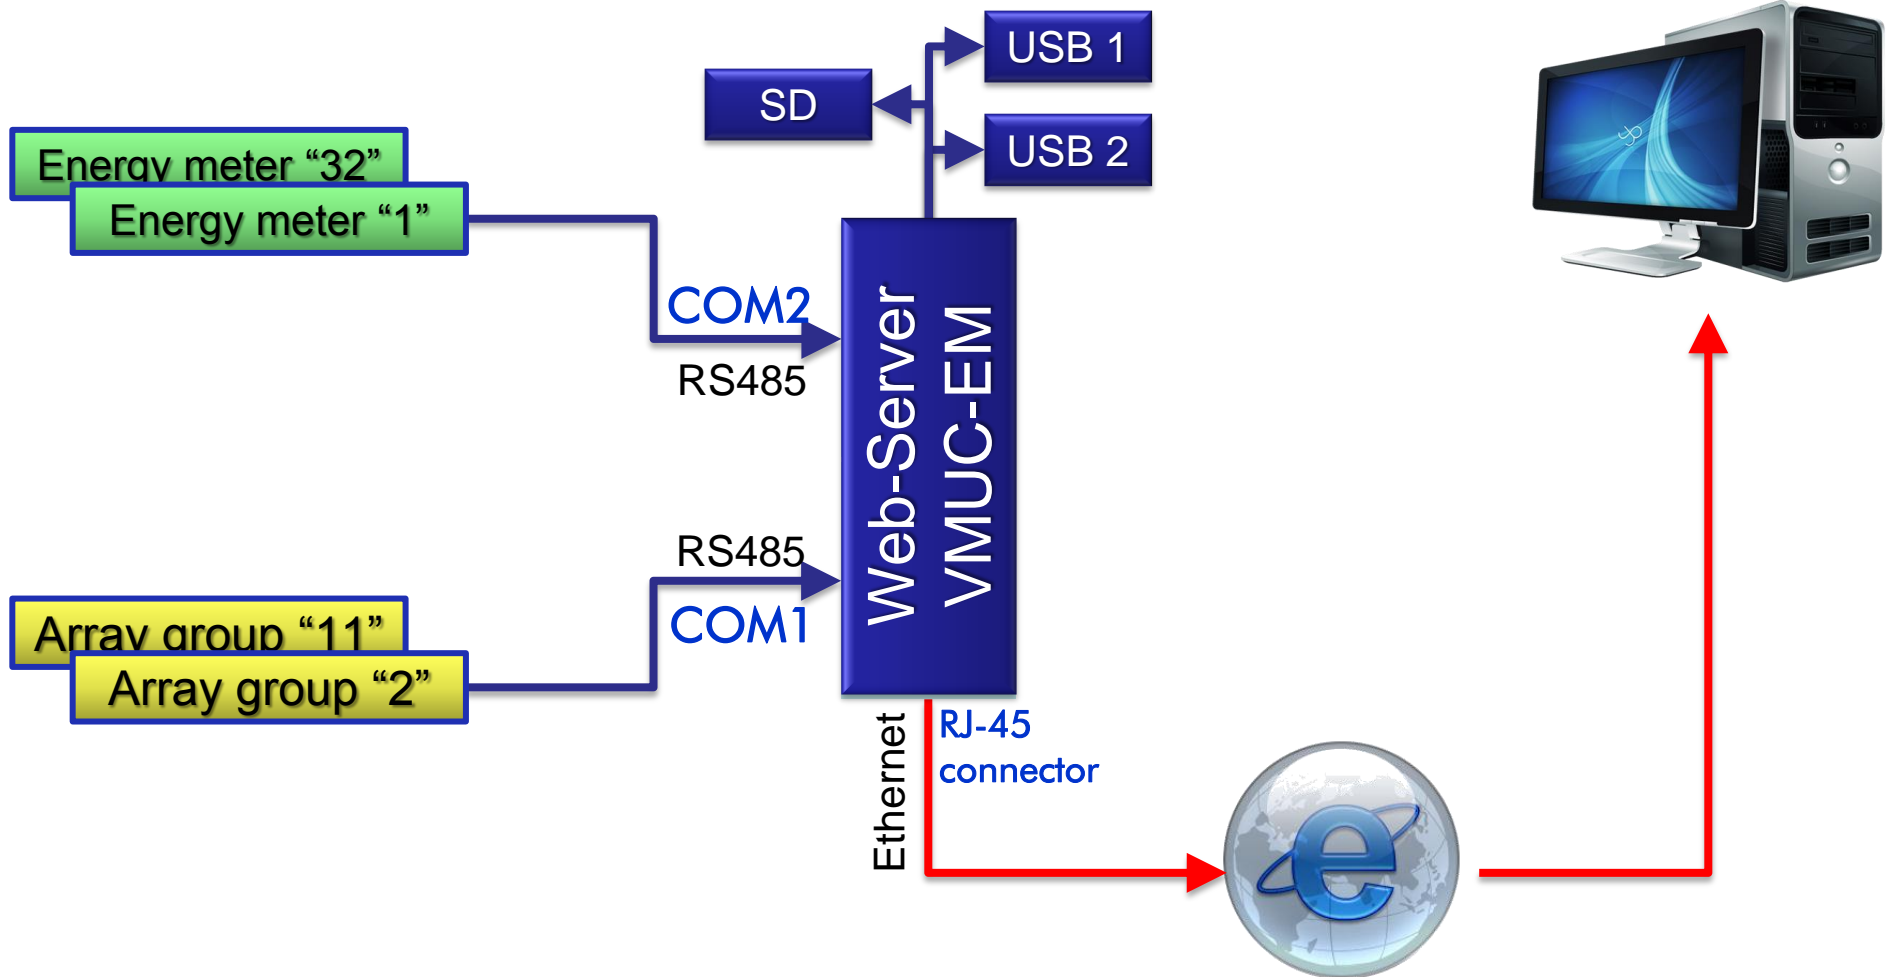 USB 1
SD
USB 2
Energy meter “32”
Energy meter “1”
COM2
RS485
Web-Server
VMUC-EM
RS485
COM1
Array group “11”
Array group “2”
Ethernet
RJ-45
connector
e